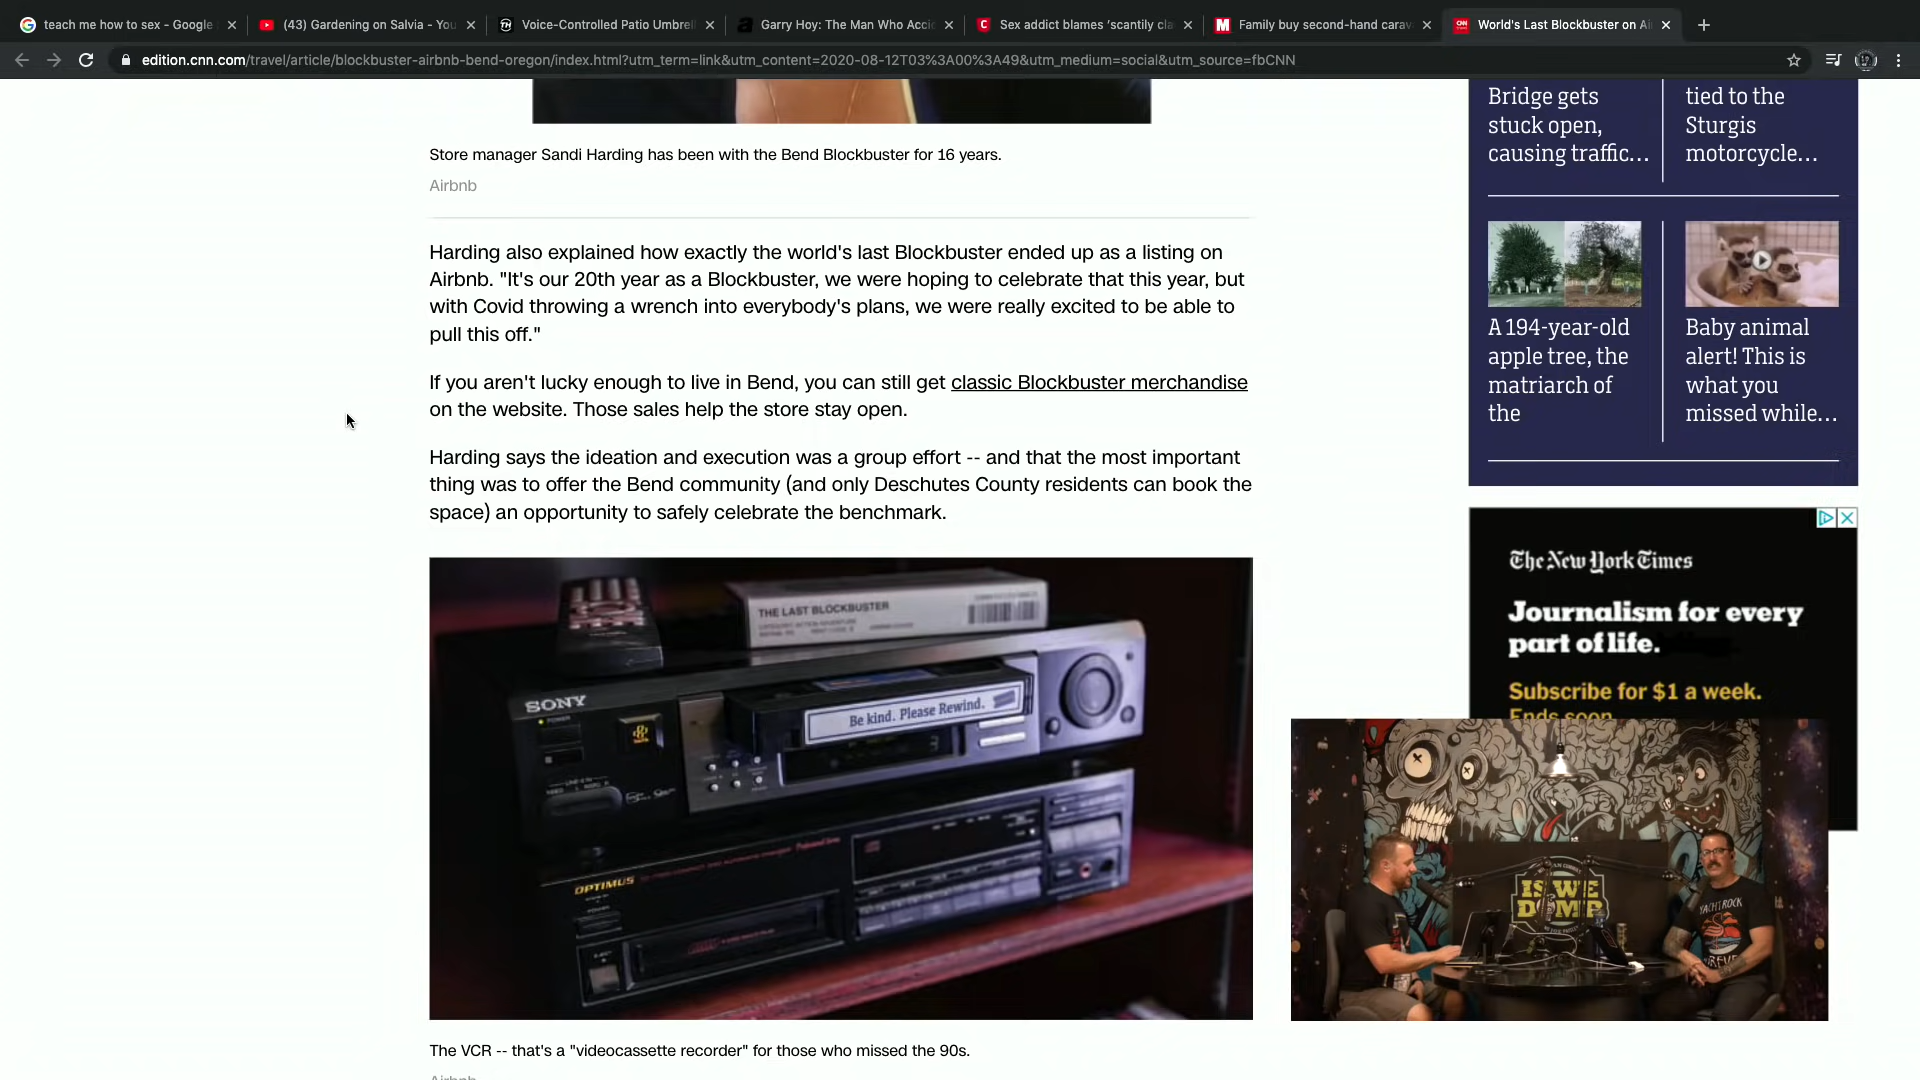 teach me how to sex - Google
(43) Gardening on Salvia - You
Voice-Controlled Patio Umbrel
Garry Hoy: The Man Who Accid
Sex addict blames 'scantily cla
Family buy second-hand carav
World's Last Blockbuster on Ai
edition.cnn.com/travel/article/blockbuster-airbnb-bend-oregon/index.html?utm_term=link&utm_content=2020-08-12T03%3A00%3A49&utm_medium=social&utm_source=fbCNN
Store manager Sandi Harding has been with the Bend Blockbuster for 16 years.
Airbnb
Harding also explained how exactly the world's last Blockbuster ended up as a listing on
Airbnb. "It's our 20th year as a Blockbuster, we were hoping to celebrate that this year, but
with Covid throwing a wrench into everybody's plans, we were really excited to be able to
pull this off."
If you aren't lucky enough to live in Bend, you can still get classic Blockbuster merchandise
on the website. Those sales help the store stay open.
Harding says the ideation and execution was a group effort -- and that the most important
thing was to offer the Bend community (and only Deschutes County residents can book the
space) an opportunity to safely celebrate the benchmark.
THE LAST BLOCKBUSTER
SONY
POWER
Be kind. Please Rewind.
OPTIMUS
The VCR -- that's a "videocassette recorder" for those who missed the 90s.
Airbnb
Bridge gets
stuck open,
causing traffic...
tied to the
Sturgis
motorcycle...
A 194-year-old
apple tree, the
matriarch of
the
Baby animal
alert! This is
what you
missed while...
The New York Times
Journalism for every
part of life.
Subscribe for $1 a week.
Ends soon.
IS WE
DUMB
YACHT ROCK